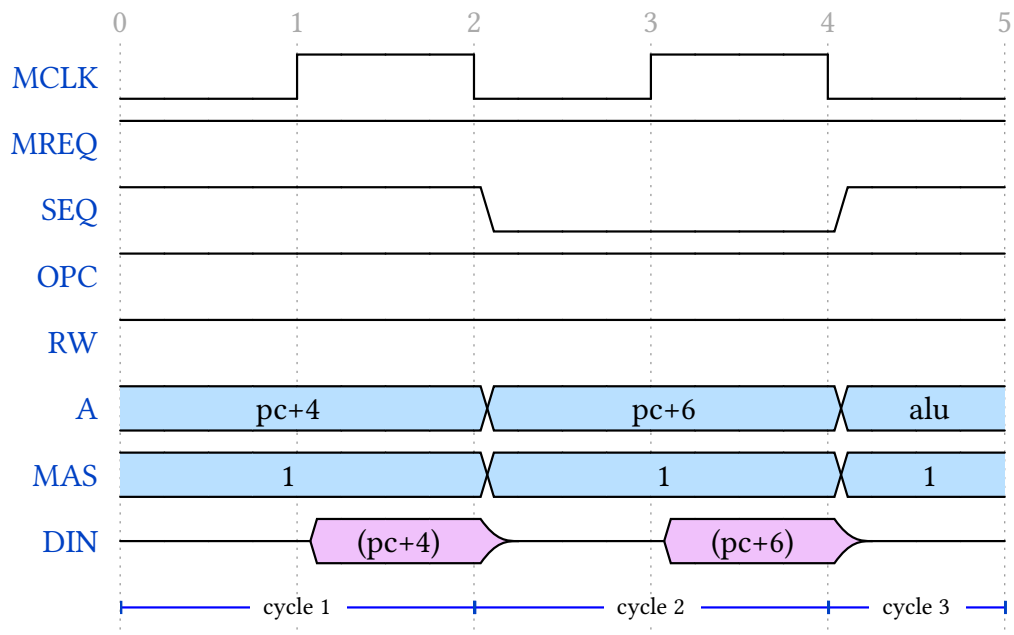 0 1 2 3 4 5
MCLK
MREQ
SEQ
OPC
RW
A pc+4 pc+6 alu
MAS 1 1 1
DIN (pc+4) (pc+6)
cycle 1 cycle 2 cycle 3